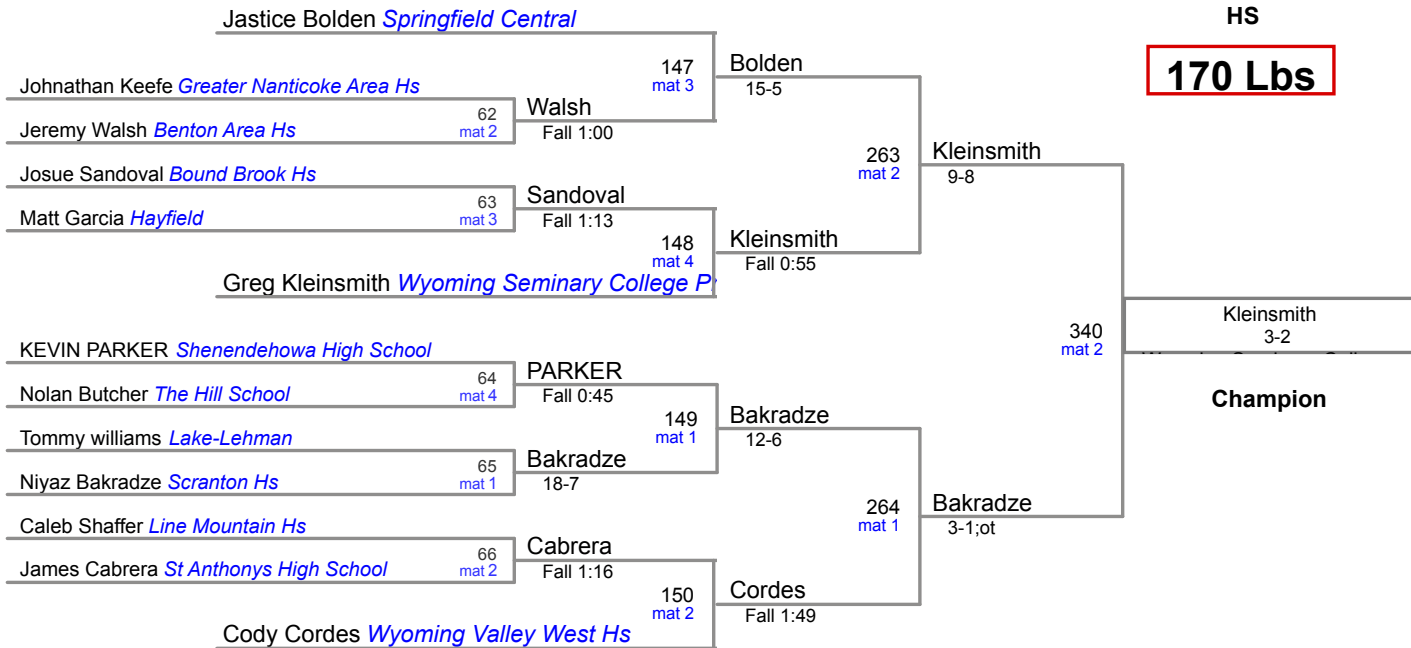 Jastice Bolden Springfield Central
HS
170 Lbs
147
mat 3
Bolden
15-5
Johnathan Keefe Greater Nanticoke Area Hs
62
mat 2
Walsh
Fall 1:00
Jeremy Walsh Benton Area Hs
263
mat 2
Kleinsmith
9-8
Josue Sandoval Bound Brook Hs
63
mat 3
Sandoval
Fall 1:13
Matt Garcia Hayfield
148
mat 4
Kleinsmith
Fall 0:55
Greg Kleinsmith Wyoming Seminary College
340
mat 2
Kleinsmith
3-2
Champion
KEVIN PARKER Shenendehowa High School
64
mat 4
PARKER
Fall 0:45
Nolan Butcher The Hill School
149
mat 1
Bakradze
12-6
Tommy williams Lake-Lehman
65
mat 1
Bakradze
18-7
Niyaz Bakradze Scranton Hs
264
mat 1
Bakradze
3-1;ot
Caleb Shaffer Line Mountain Hs
66
mat 2
Cabrera
Fall 1:16
James Cabrera St Anthonys High School
150
mat 2
Cordes
Fall 1:49
Cody Cordes Wyoming Valley West Hs